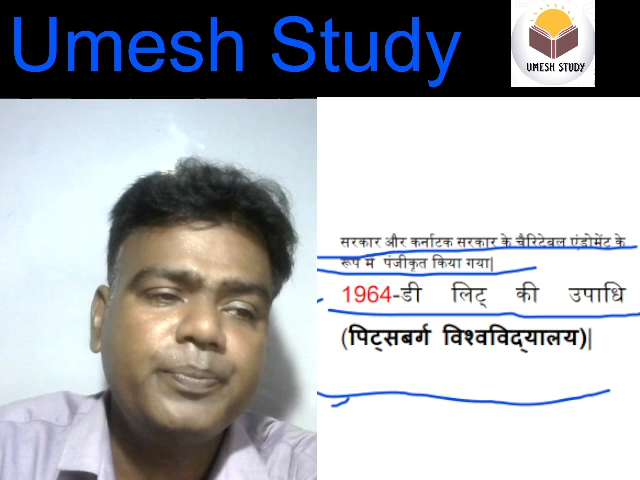 Umesh Study
UMESH STUDY
सरकार और कर्नाटक सरकार के चैरिटेबल एंडोमेंट के
रूप में पंजीकृत किया गया|
1964-डी लिट् की उपाधि
(पिट्सबर्ग विश्वविद्यालय)|